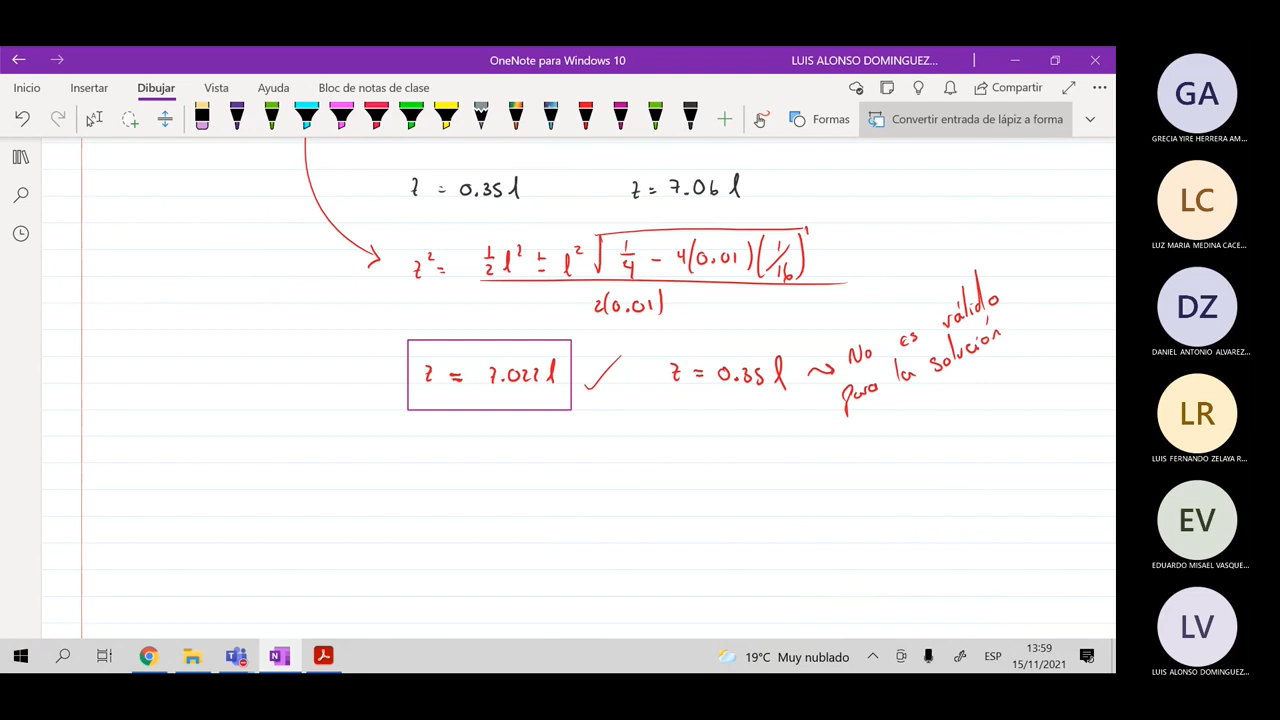 OneNote para Windows 10
LUIS ALONSO DOMINGUEZ...
Inicio
Insertar
Dibujar
Vista
Ayuda
Bloc de notas de clase
Compartir
Formas
Convertir entrada de lápiz a forma
z = 0.35 l
z = 7.06 l
z² = 1/2 l² ± l² √(1/4 - 4(0.01)(1/16))
2(0.01)
z = 7.022 l
z = 0.35 l
No es válido
para la solución
GA
GRECIA YIRE HERRERA AM...
LC
LUZ MARIA MEDINA CACE...
DZ
DANIEL ANTONIO ALVAREZ...
LR
LUIS FERNANDO ZELAYA R...
EV
EDUARDO MISAEL VASQUE...
LV
LUIS ALONSO DOMINGUEZ...
19°C Muy nublado
ESP
13:59
15/11/2021